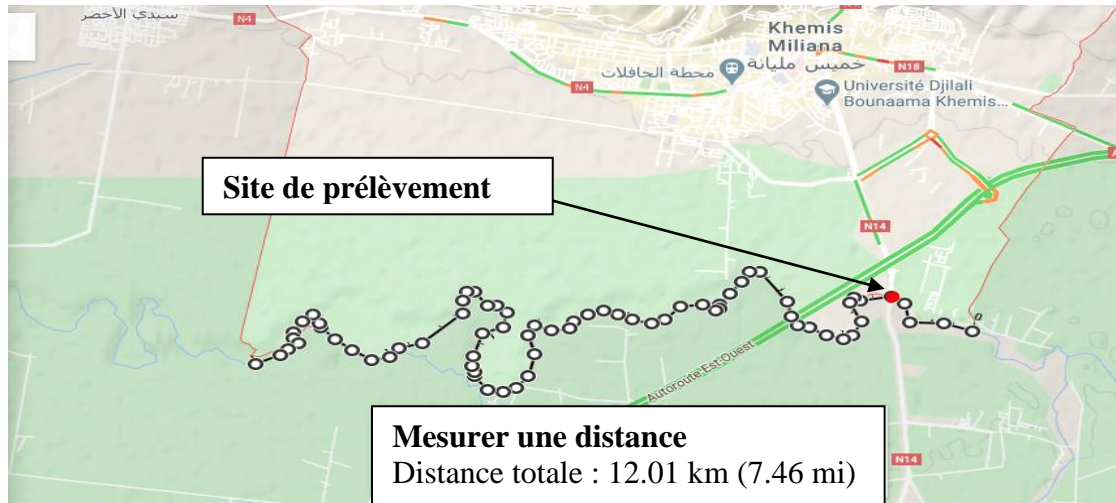 سيدي الأخضر
N4
N4
Khemis
Miliana
خميس مليانة
محطة الحافلات
N18
Université Djilali
Bounaama Khemis...
Site de prélèvement
N14
0
Autoroute Est-Ouest
Mesurer une distance
Distance totale : 12.01 km (7.46 mi)
N14